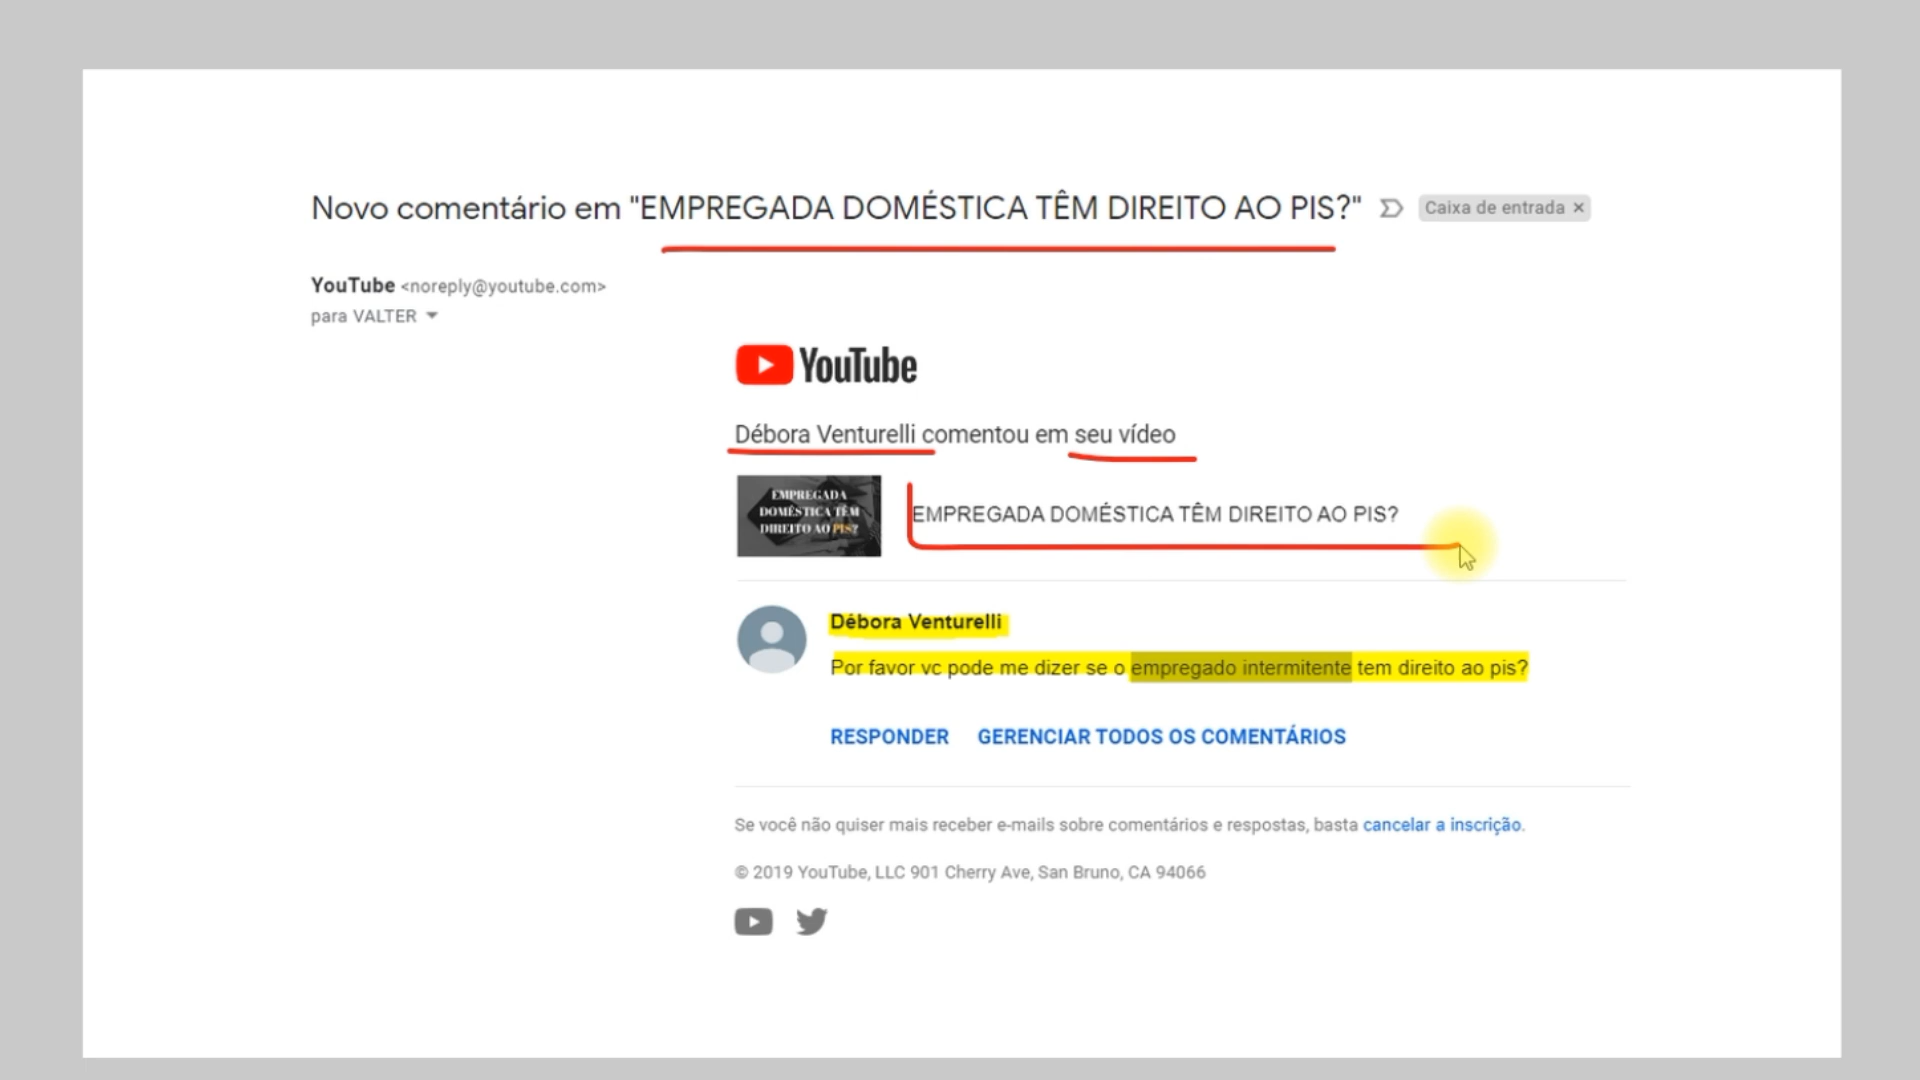 Novo comentário em "EMPREGADA DOMÉSTICA TÊM DIREITO AO PIS?" Caixa de entrada ×
YouTube <noreply@youtube.com>
para VALTER
YouTube
Débora Venturelli comentou em seu vídeo
EMPREGADA
DOMÉSTICA TÊM
DIREITO AO PIS?
EMPREGADA DOMÉSTICA TÊM DIREITO AO PIS?
Débora Venturelli
Por favor vc pode me dizer se o empregado intermitente tem direito ao pis?
RESPONDER GERENCIAR TODOS OS COMENTÁRIOS
Se você não quiser mais receber e-mails sobre comentários e respostas, basta cancelar a inscrição.
© 2019 YouTube, LLC 901 Cherry Ave, San Bruno, CA 94066